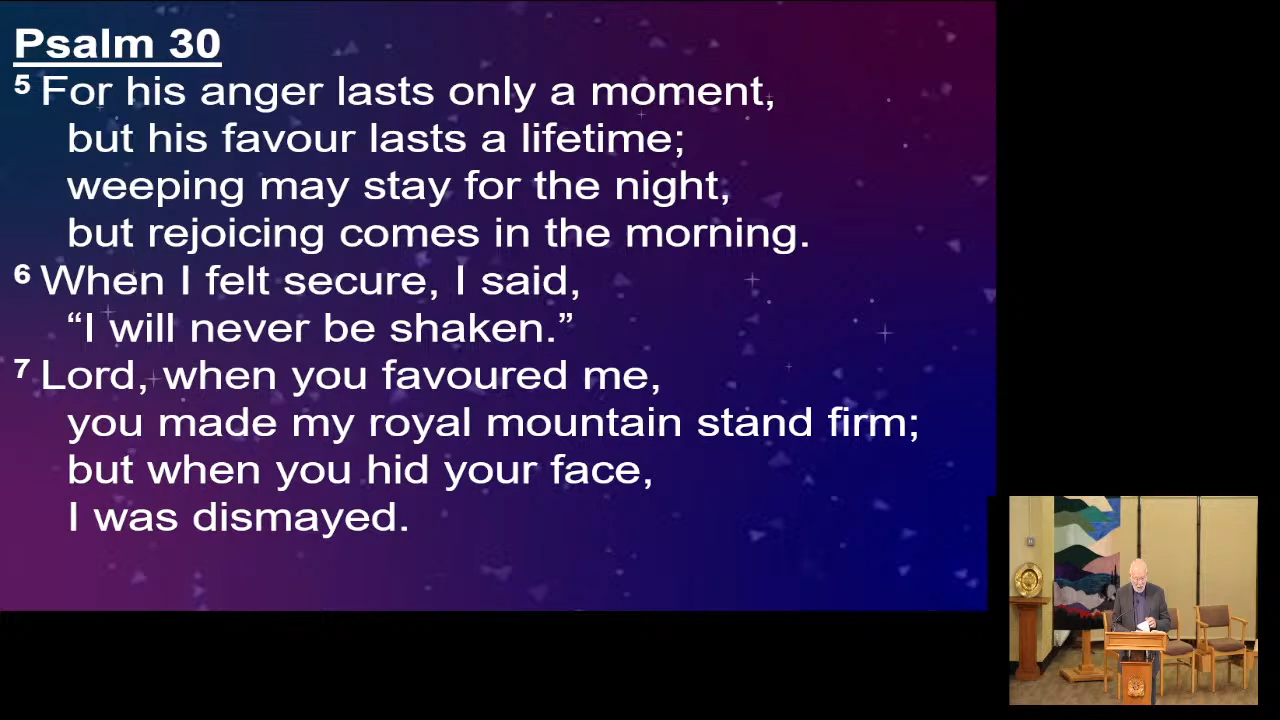 Psalm 30
5 For his anger lasts only a moment,
but his favour lasts a lifetime;
weeping may stay for the night,
but rejoicing comes in the morning.
6 When I felt secure, I said,
“I will never be shaken.”
7 Lord, when you favoured me,
you made my royal mountain stand firm;
but when you hid your face,
I was dismayed.